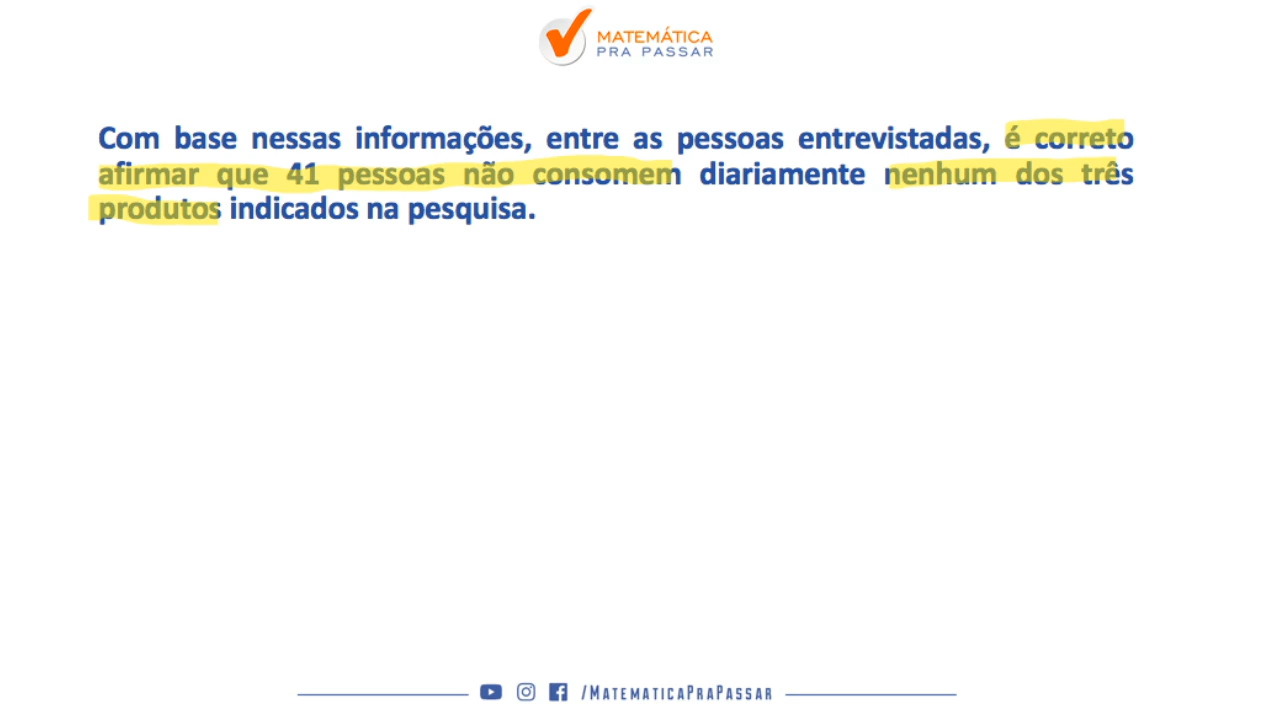 MATEMÁTICA
PRA PASSAR
Com base nessas informações, entre as pessoas entrevistadas, é correto
afirmar que 41 pessoas não consomem diariamente nenhum dos três
produtos indicados na pesquisa.
/MATEMATICAPRAPASSAR